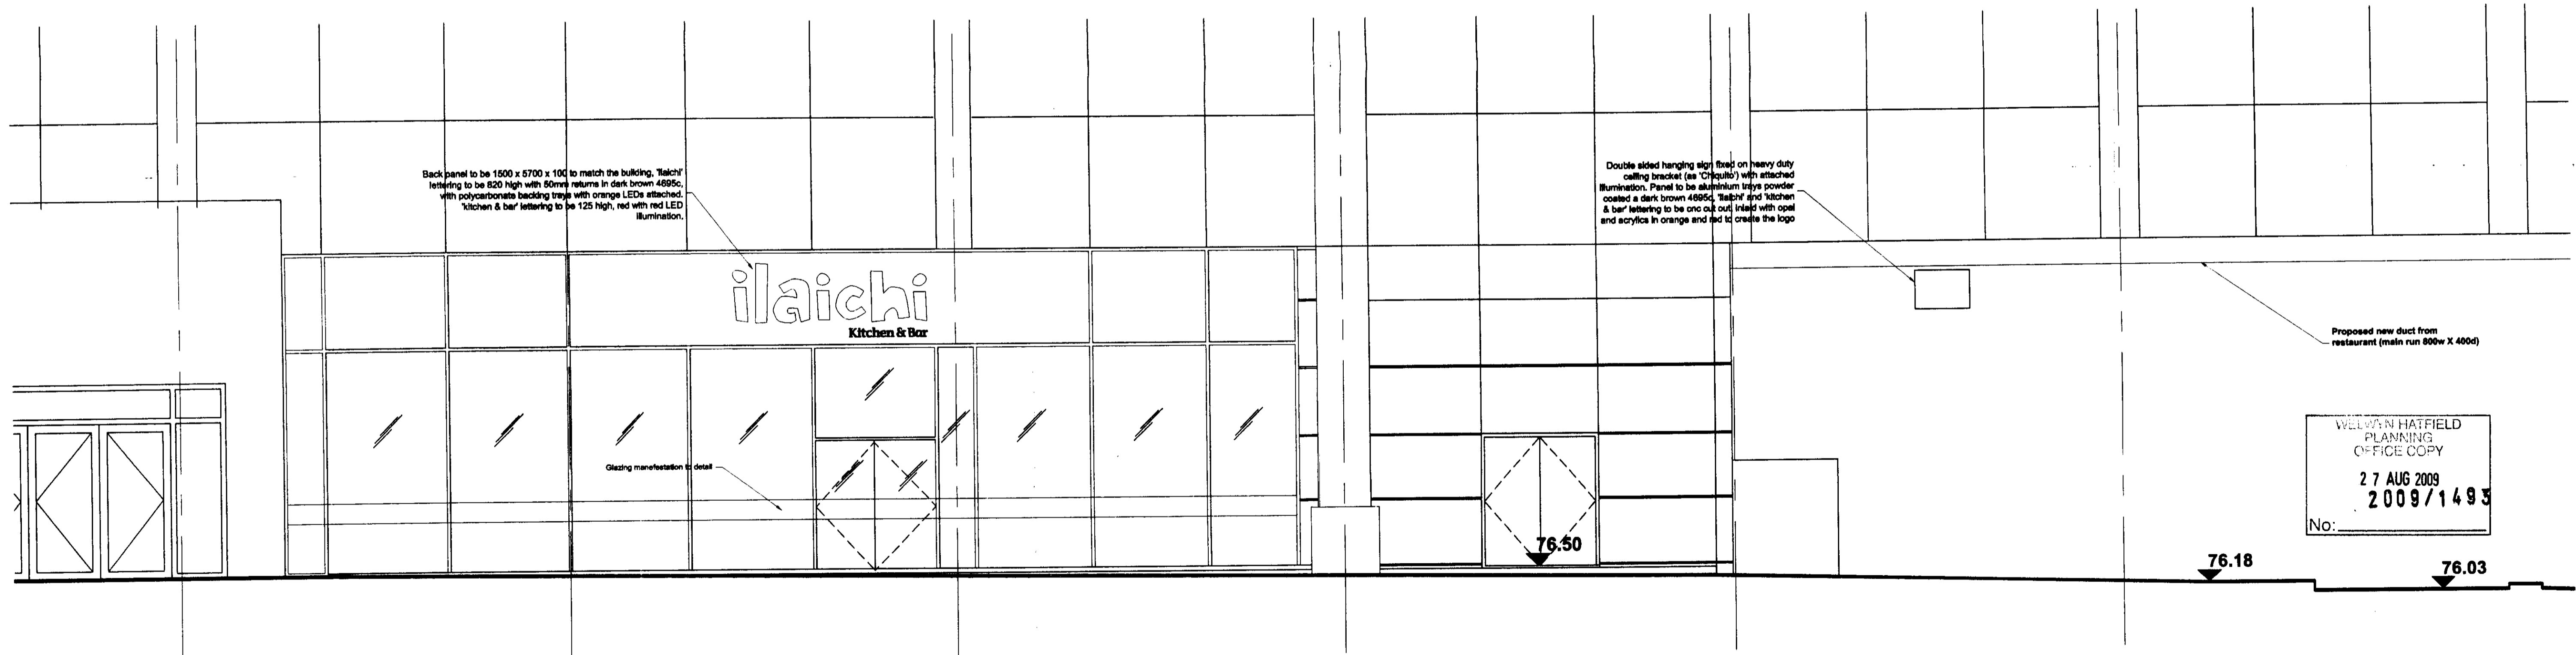 Back panel to be 1500 x 5700 x 100 to match the building, 'ilaichi'
lettering to be 820 high with 50mm returns in dark brown 4695c,
with polycarbonate backing trays with orange LEDs attached.
'kitchen & bar' lettering to be 125 high, red with red LED
illumination.
Double sided hanging sign fixed on heavy duty
ceiling bracket (as 'Chiquito') with attached
illumination. Panel to be aluminium trays powder
coated a dark brown 4695c, 'ilaichi' and 'kitchen
& bar' lettering to be cnc cut out, inlaid with opal
and acrylics in orange and red to create the logo
ilaichi
Kitchen & Bar
Proposed new duct from
restaurant (main run 800w X 400d)
Glazing manefestation to detail
WELWYN HATFIELD
PLANNING
OFFICE COPY
27 AUG 2009
2009/1493
No:
76.50
76.18
76.03